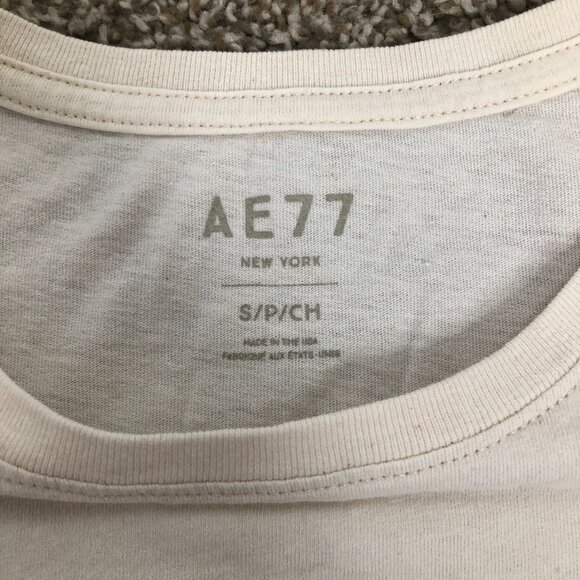 AE77
NEW YORK
S/P/CH
MADE IN THE USA
FABRIQUÉ AUX ÉTATS-UNIS